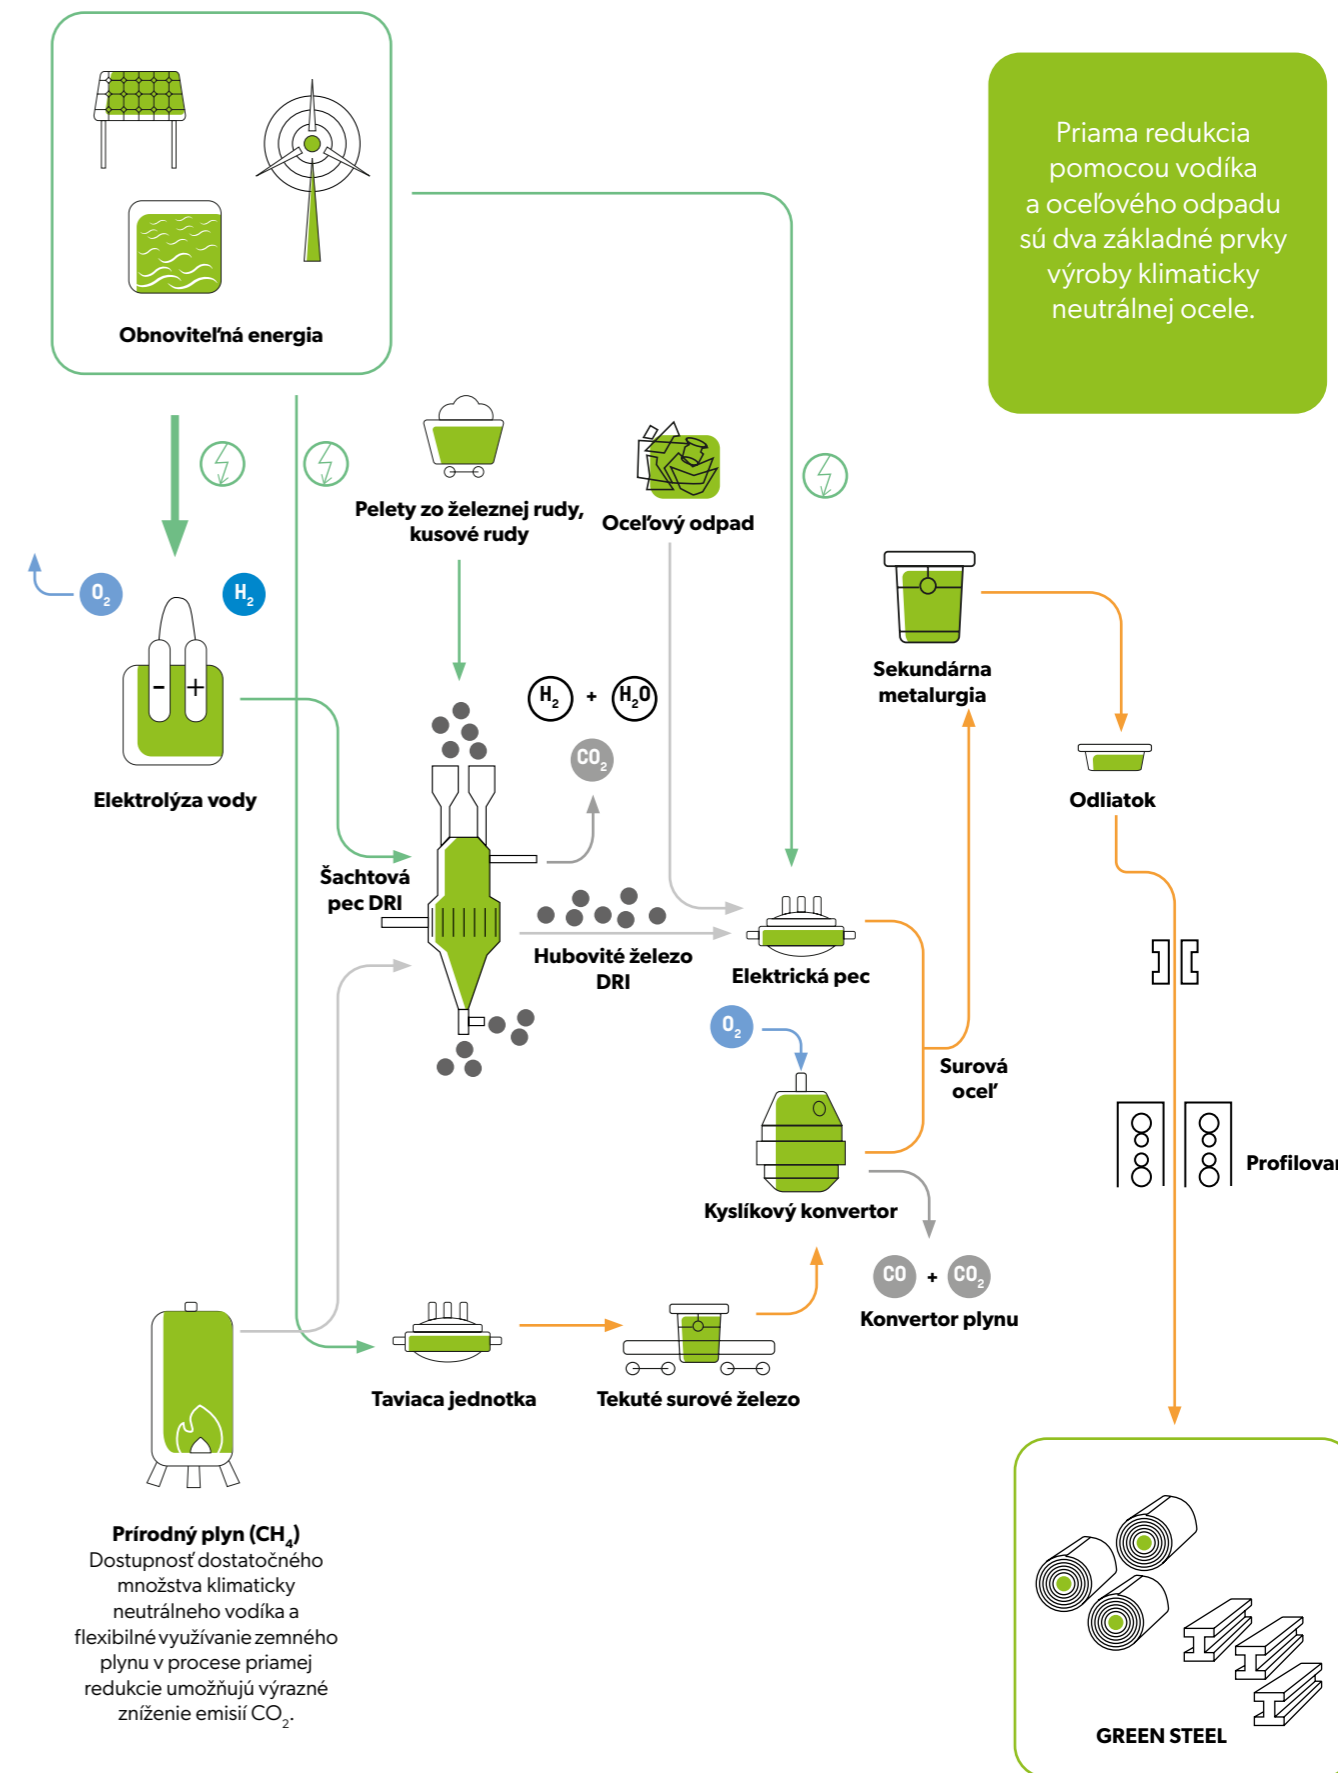 Priama redukcia
pomocou vodíka
a oceľového odpadu
sú dva základné prvky
výroby klimaticky
neutrálnej ocele.
Obnoviteľná energia
Pelety zo železnej rudy,
kusové rudy
Oceľový odpad
O₂
H₂
- +
Elektrolýza vody
H₂ + H₂O
CO₂
Sekundárna
metalurgia
Odliatok
Šachtová
pec DRI
Hubovité železo
DRI
Elektrická pec
O₂
Surová
oceľ
Kyslíkový konvertor
Profilovan
CO + CO₂
Konvertor plynu
Taviaca jednotka
Tekuté surové železo
Prírodný plyn (CH₄)
Dostupnosť dostatočného
množstva klimaticky
neutrálneho vodíka a
flexibilné využívanie zemného
plynu v procese priamej
redukcie umožňujú výrazné
zníženie emisií CO₂.
GREEN STEEL